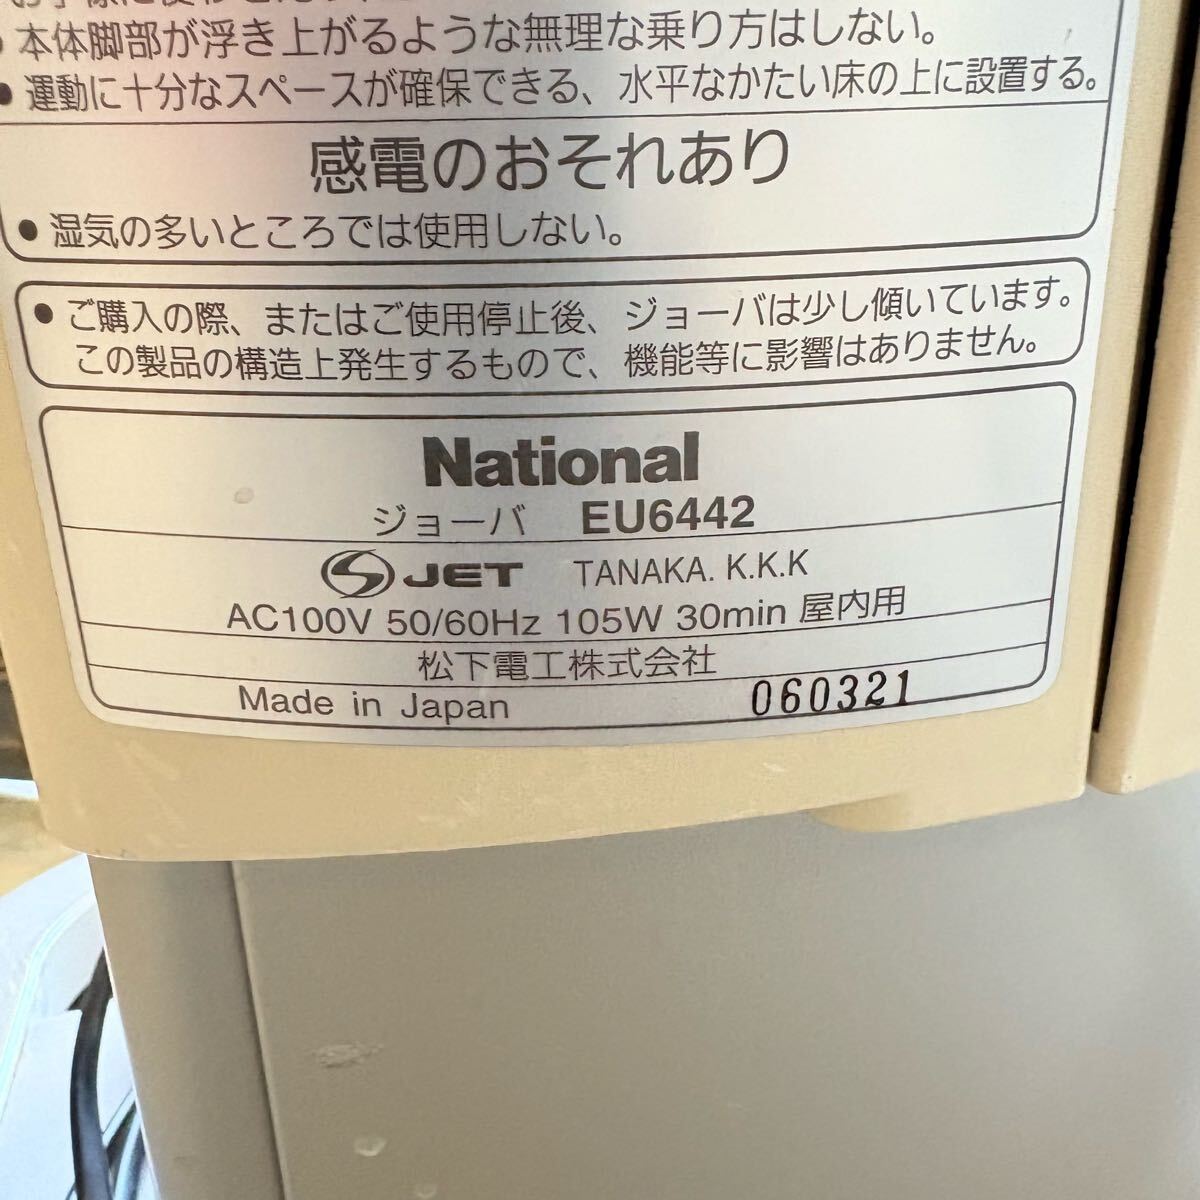 ・本体脚部が浮き上がるような無理な乗り方はしない。
・運動に十分なスペースが確保できる、水平なかたい床の上に設置する。
感電のおそれあり
・湿気の多いところでは使用しない。
・ご購入の際、またはご使用停止後、ジョーバは少し傾いています。
この製品の構造上発生するもので、機能等に影響はありません。
National
ジョーバ EU6442
JET TANAKA. K.K.K
AC100V 50/60Hz 105W 30min 屋内用
松下電工株式会社
Made in Japan 060321